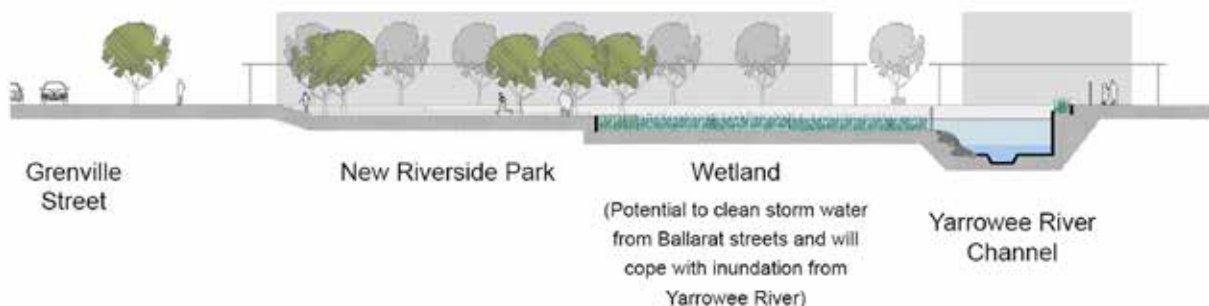 Grenville
Street
New Riverside Park
Wetland
(Potential to clean storm water
from Ballarat streets and will
cope with inundation from
Yarrowee River)
Yarrowee River
Channel